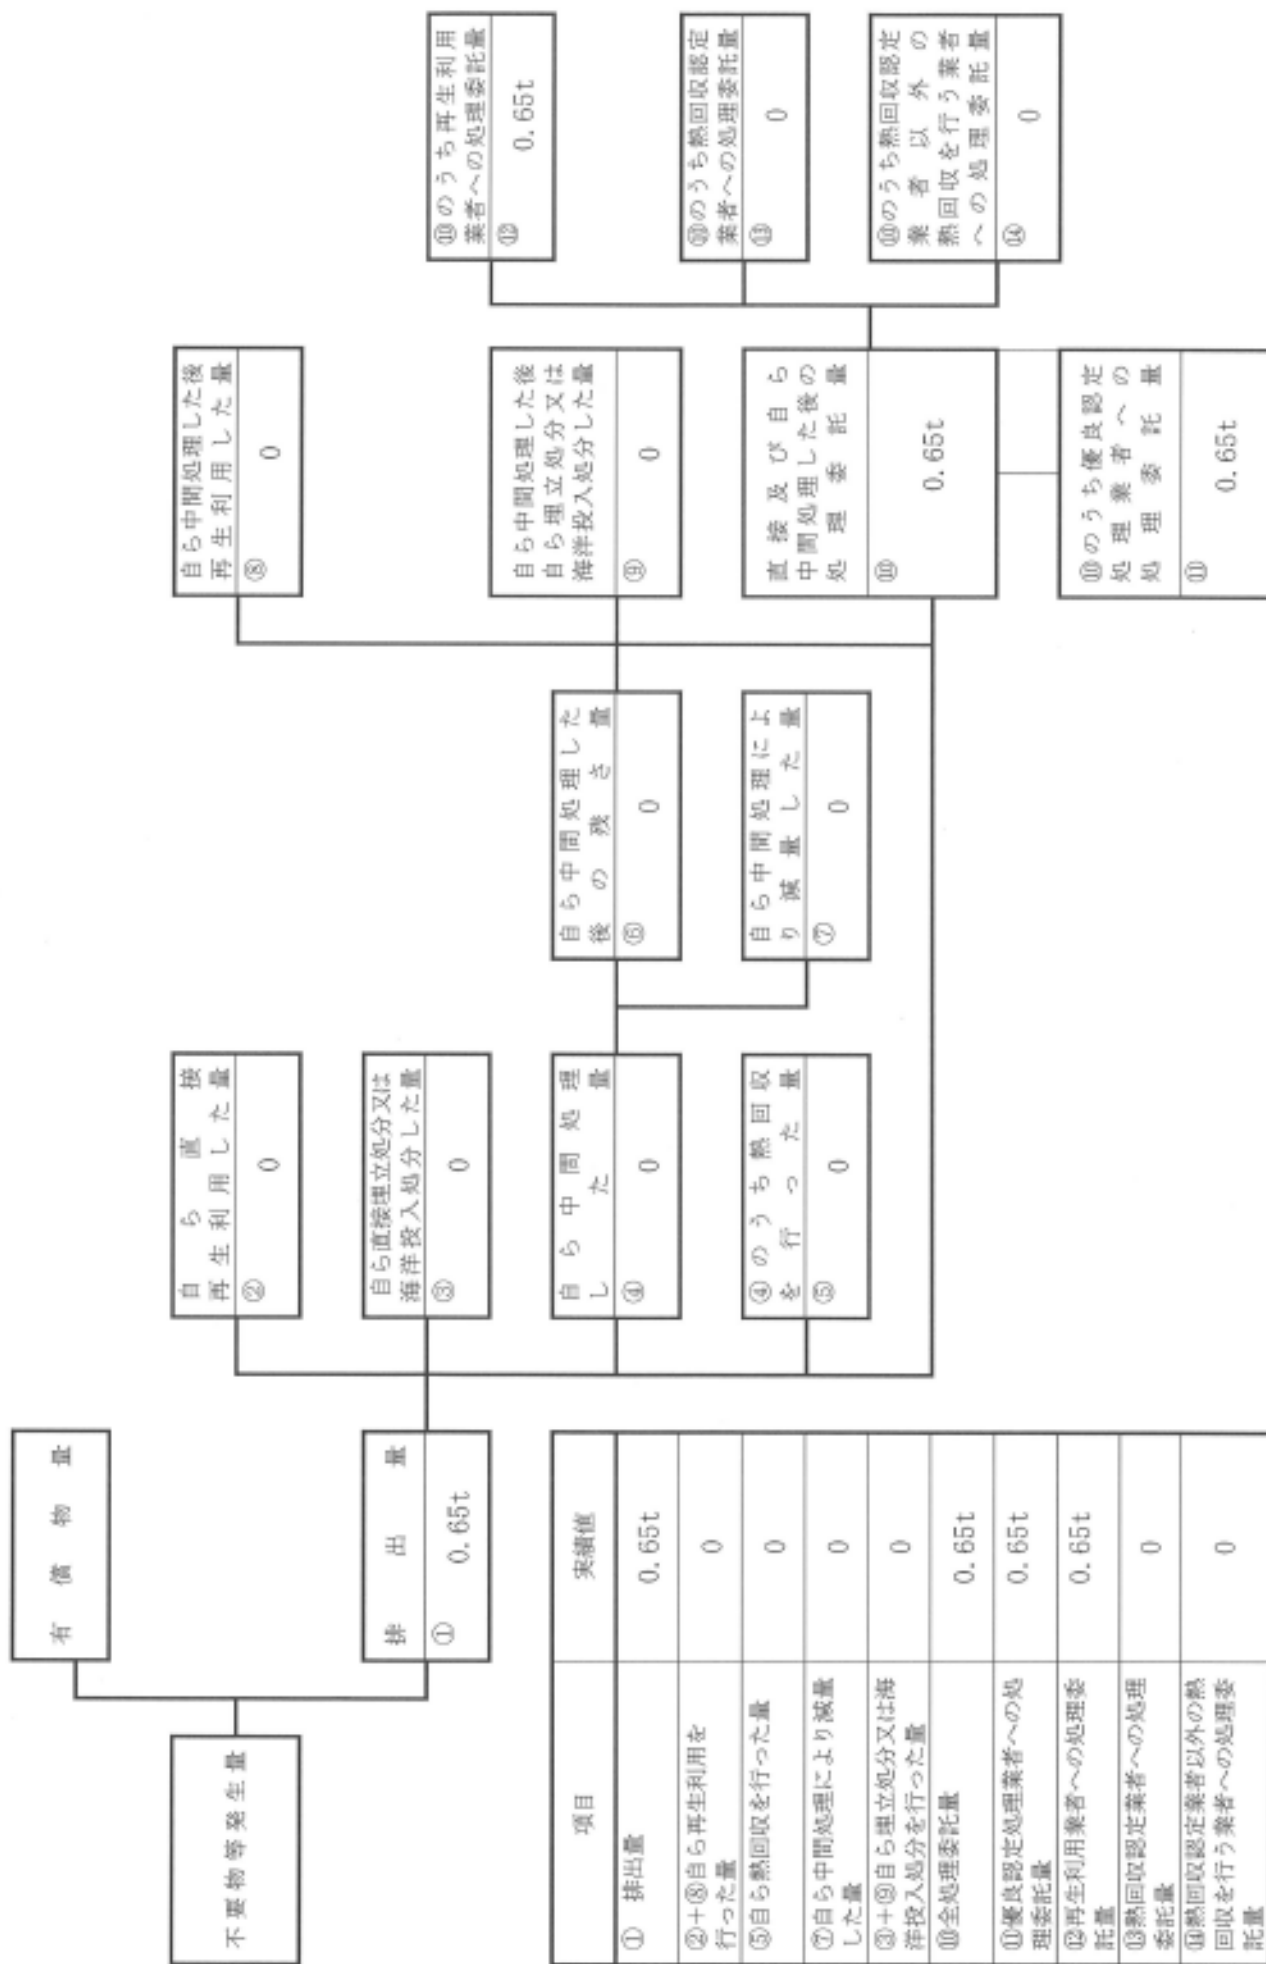 不要物等発生量
有償物量
排出量
①
0.65t
自ら直接
再生利用した量
②
0
自ら直接埋立処分又は
海洋投入処分した量
③
0
自ら中間処理
した量
④
0
④のうち熱回収
を行った量
⑤
0
自ら中間処理した
後の残さ量
⑥
0
自ら中間処理によ
り減量した量
⑦
0
自ら中間処理した後
再生利用した量
⑧
0
自ら中間処理した後
自ら埋立処分又は
海洋投入処分した量
⑨
0
直接及び自ら
中間処理した後の
処理委託量
⑩
0.65t
⑩のうち優良認定
処理業者への
処理委託量
⑪
0.65t
⑩のうち再生利用
業者への処理委託量
⑫
0.65t
⑩のうち熱回収認定
業者への処理委託量
⑬
0
⑩のうち熱回収認定
業者以外の
熱回収を行う業者
への処理委託量
⑭
0
項目 実績値
① 排出量 0.65t
②+⑧自ら再生利用を
行った量 0
⑤自ら熱回収を行った量 0
⑦自ら中間処理により減量
した量 0
③+⑨自ら埋立処分又は海
洋投入処分を行った量 0
⑩全処理委託量 0.65t
⑪優良認定処理業者への処
理委託量 0.65t
⑫再生利用業者への処理委
託量 0.65t
⑬熱回収認定業者への処理
委託量 0
⑭熱回収認定業者以外の熱
回収を行う業者への処理委
託量 0